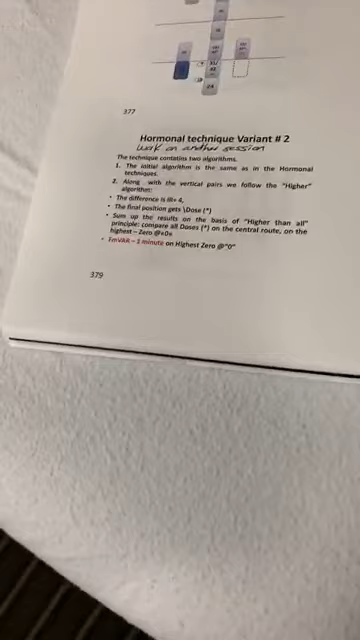 377
Hormonal technique Variant # 2
work on another session
The technique contains two algorithms.
1. The initial algorithm is the same as in the Hormonal
techniques.
2. Along with the vertical pairs we follow the "Higher"
algorithm:
• The difference is III= 4,
• The final position gets \Dose (*)
• Sum up the results on the basis of "Higher than all"
principle: compare all Doses (*) on the central route, on the
highest – Zero @«0»
• TmVAR – 1 minute on Highest Zero @"0"
379